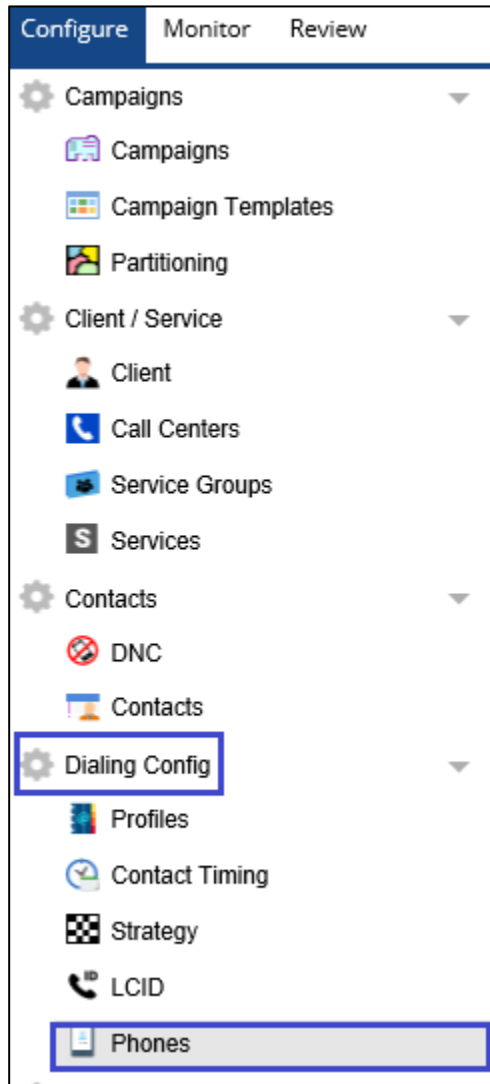 Configure Monitor Review
Campaigns
Campaigns
Campaign Templates
Partitioning
Client / Service
Client
Call Centers
Service Groups
S Services
Contacts
DNC
Contacts
Dialing Config
Profiles
Contact Timing
Strategy
ID LCID
Phones